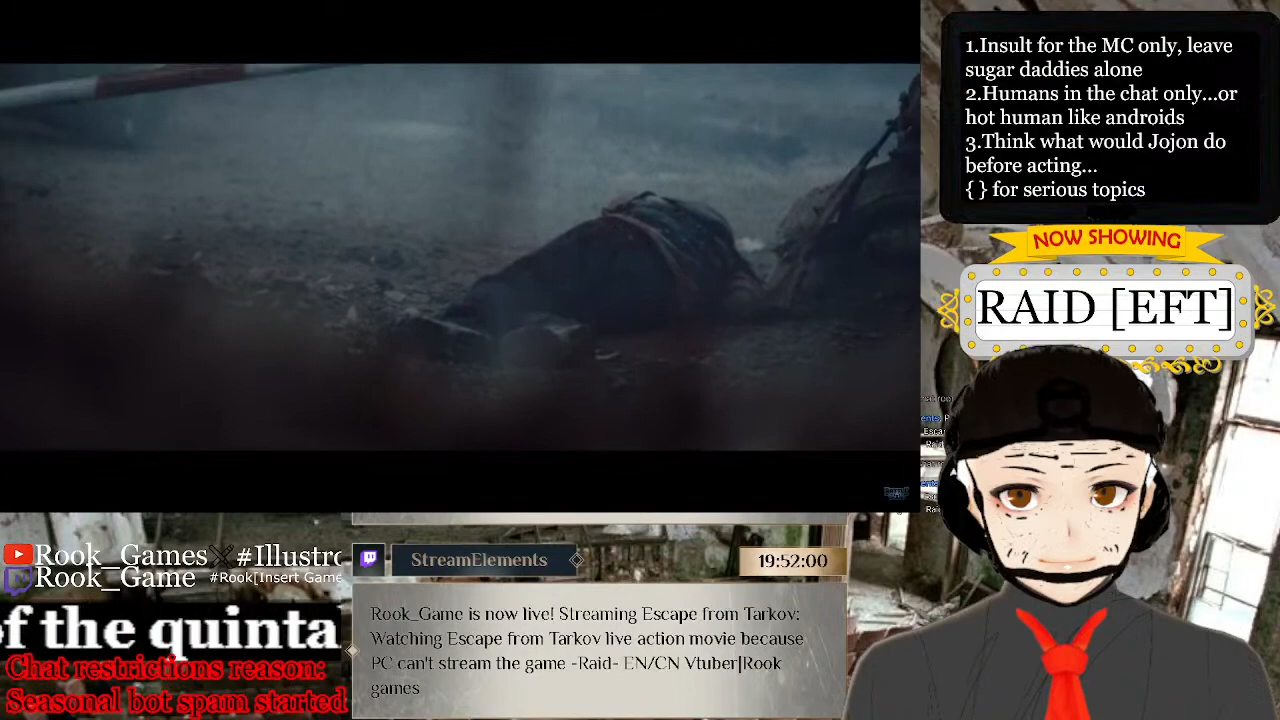 1.Insult for the MC only, leave
sugar daddies alone
2.Humans in the chat only...or
hot human like androids
3.Think what would Jojon do
before acting...
{ } for serious topics
NOW SHOWING
RAID [EFT]
Rook_Games
#Illustr
Rook_Game
#Rook[Insert Game
of the quinta
Chat restrictions reason:
Seasonal bot spam started
StreamElements
19:52:00
Rook_Game is now live! Streaming Escape from Tarkov:
Watching Escape from Tarkov live action movie because
PC can't stream the game -Raid- EN/CN Vtuber|Rook
games